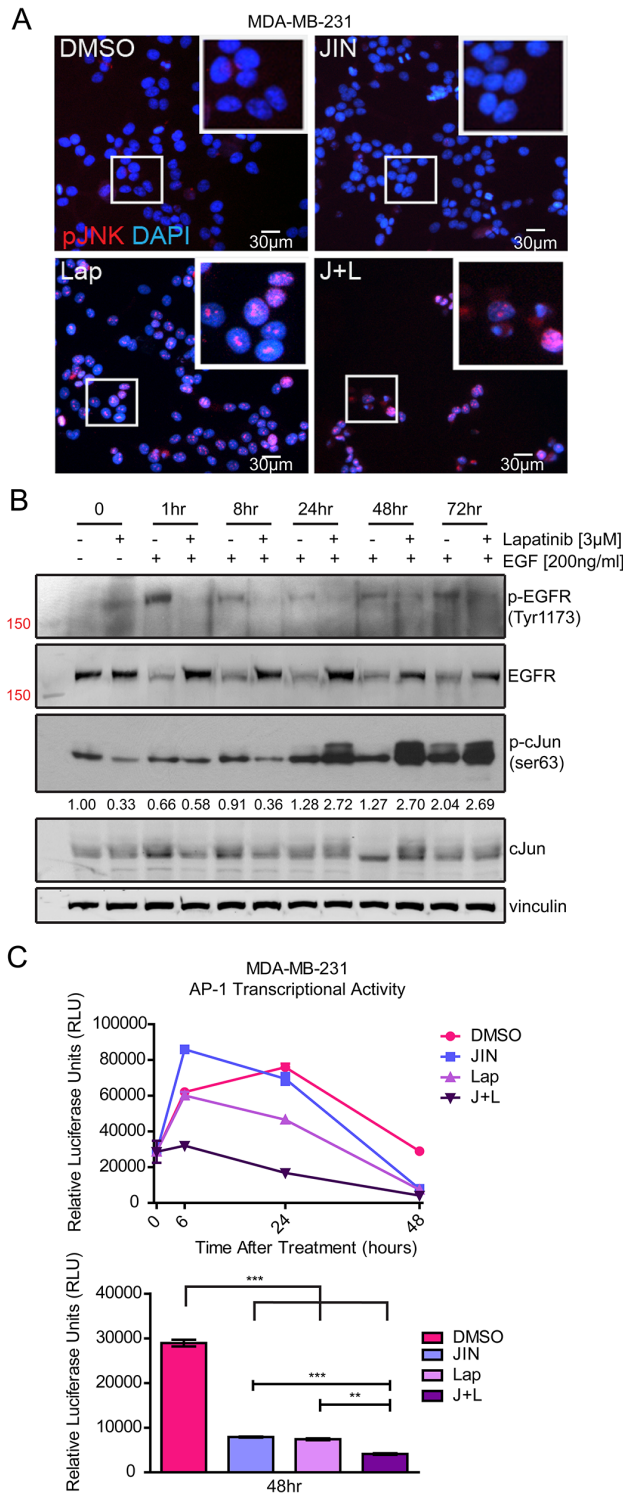 A
MDA-MB-231
DMSO
JIN
pJNK DAPI
30µm
30µm
Lap
J+L
30µm
30µm
B
0 1hr 8hr 24hr 48hr 72hr
- + - + - + - + - + - + Lapatinib [3µM]
- - + + + + + + + + + + EGF [200ng/ml]
150
p-EGFR
(Tyr1173)
150
EGFR
p-cJun
(ser63)
1.00 0.33 0.66 0.58 0.91 0.36 1.28 2.72 1.27 2.70 2.04 2.69
cJun
vinculin
C
MDA-MB-231
AP-1 Transcriptional Activity
Relative Luciferase Units (RLU)
100000
80000
60000
40000
20000
0
0 6 24 48
Time After Treatment (hours)
DMSO
JIN
Lap
J+L
Relative Luciferase Units (RLU)
40000
30000
20000
10000
0
***
***
**
48hr
DMSO
JIN
Lap
J+L